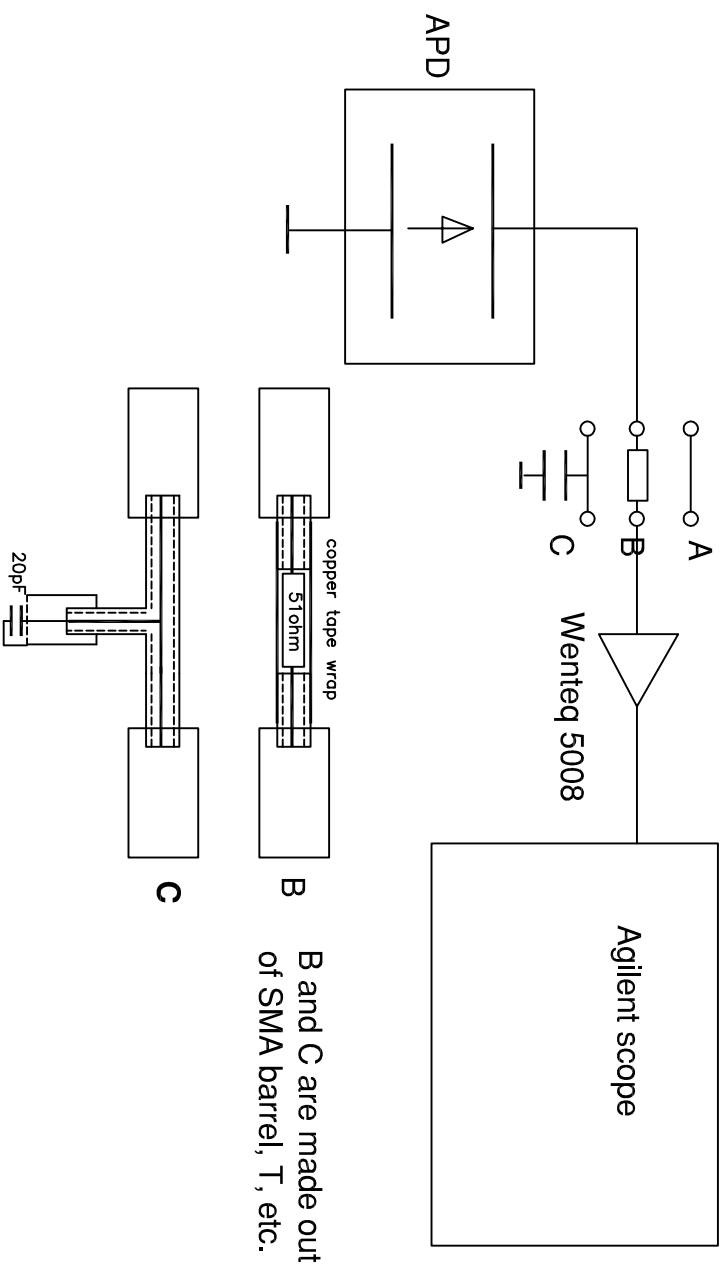 APD
A
B
C
Wenteq 5008
Agilent scope
copper tape wrap
51ohm
B
20pF
C
B and C are made out
of SMA barrel, T, etc.